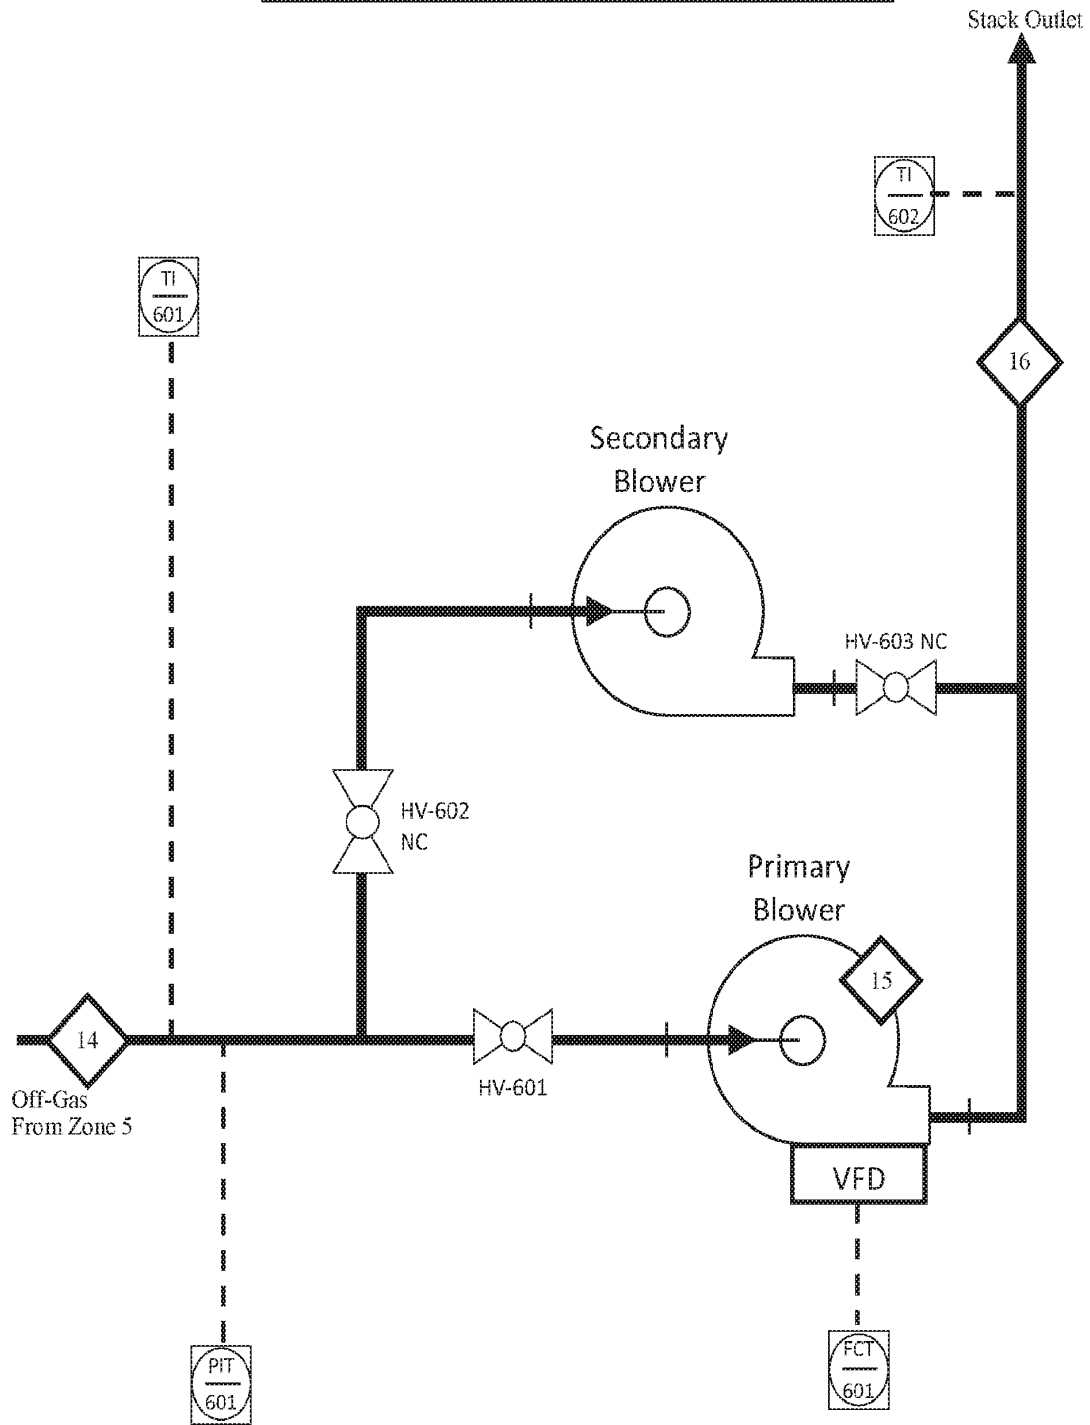 Stack Outlet
TI
602
TI
601
16
Secondary
Blower
HV-603 NC
HV-602
NC
Primary
Blower
15
14
HV-601
Off-Gas
From Zone 5
VFD
PIT
601
FCT
601